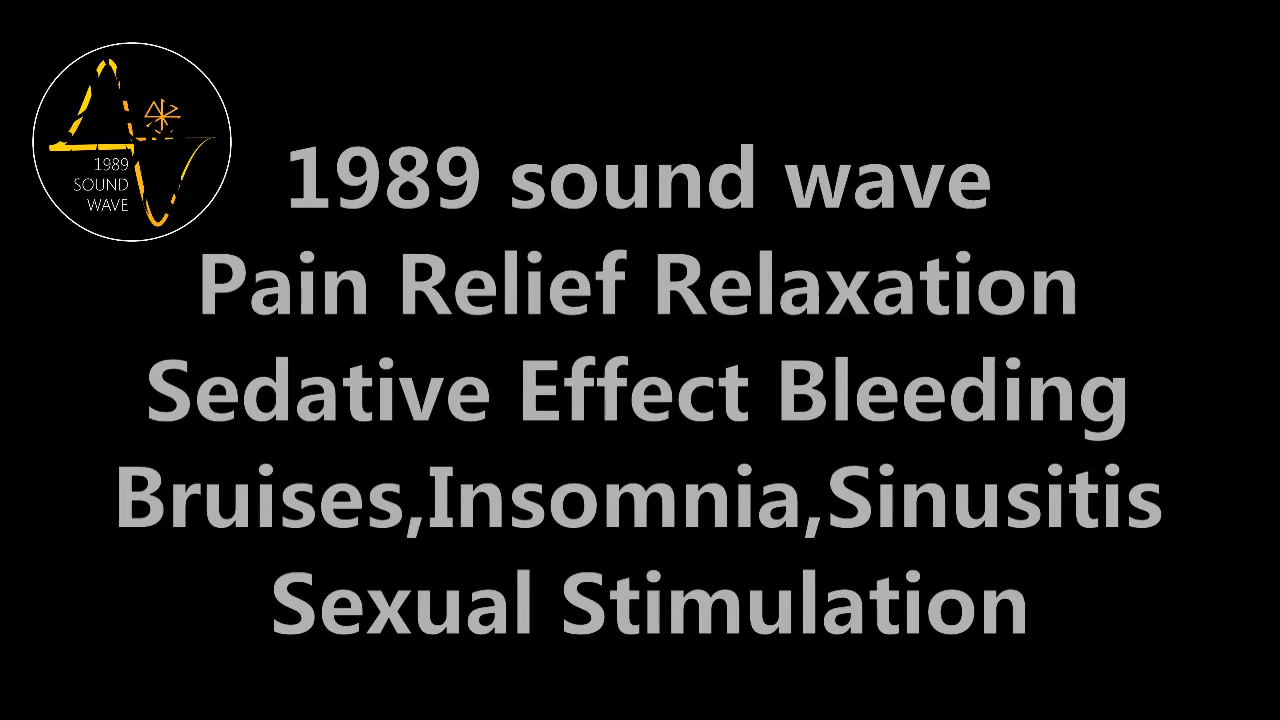 1989
SOUND
WAVE
1989 sound wave
Pain Relief Relaxation
Sedative Effect Bleeding
Bruises,Insomnia,Sinusitis
Sexual Stimulation